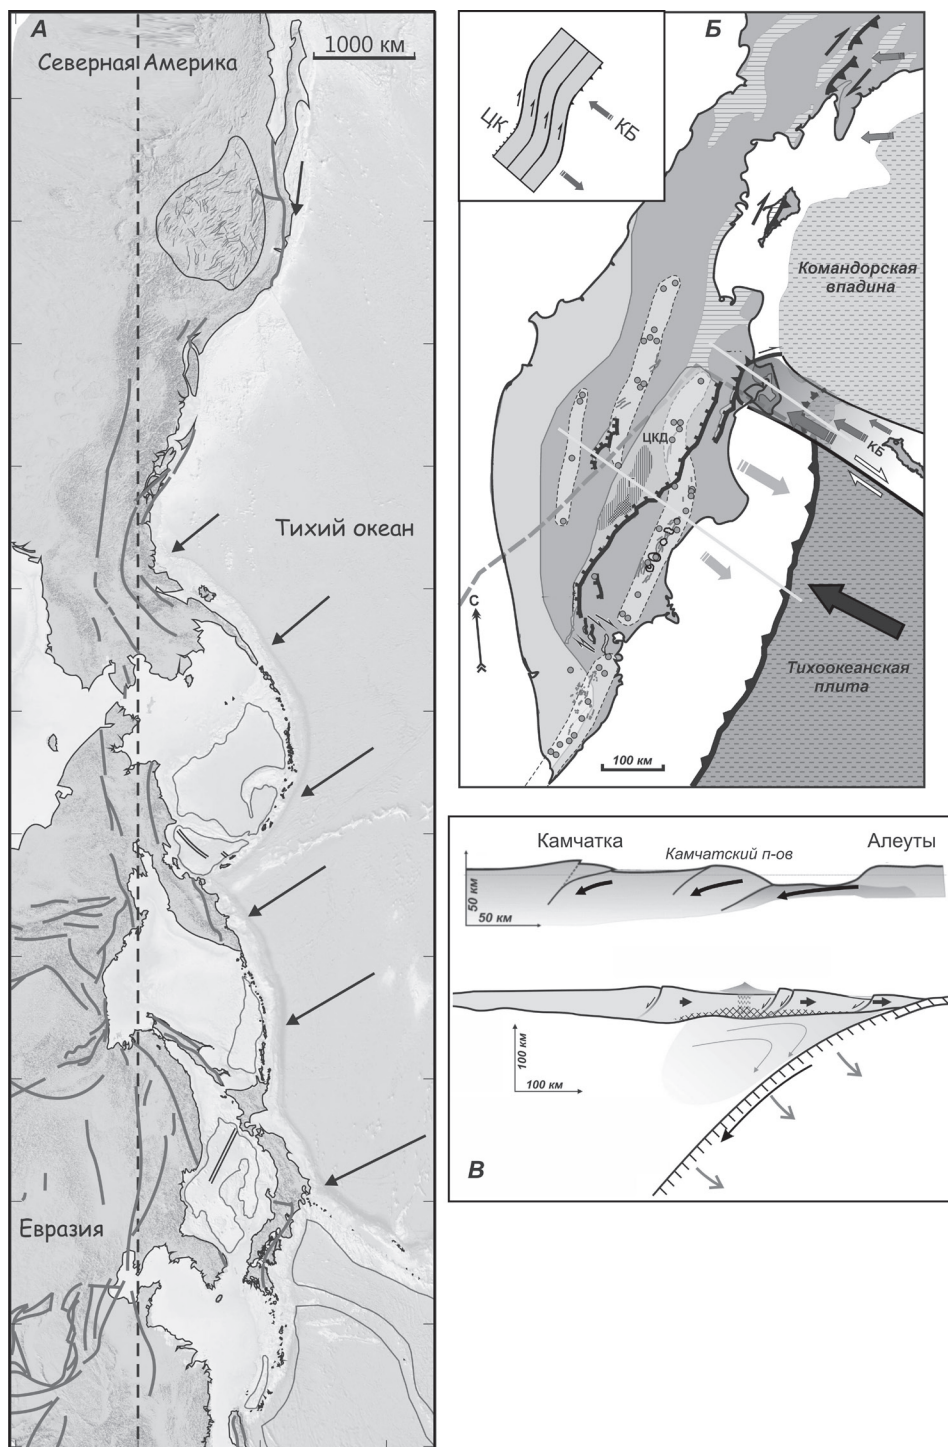 А
1000 км
Северная Америка
Тихий океан
Евразия
Б
ЦК
КБ
Командорская
впадина
ЦКД
КБ
С
Тихоокеанская
плита
100 км
Камчатка
Алеуты
Камчатский п-ов
50 км
50 км
100 км
100 км
В